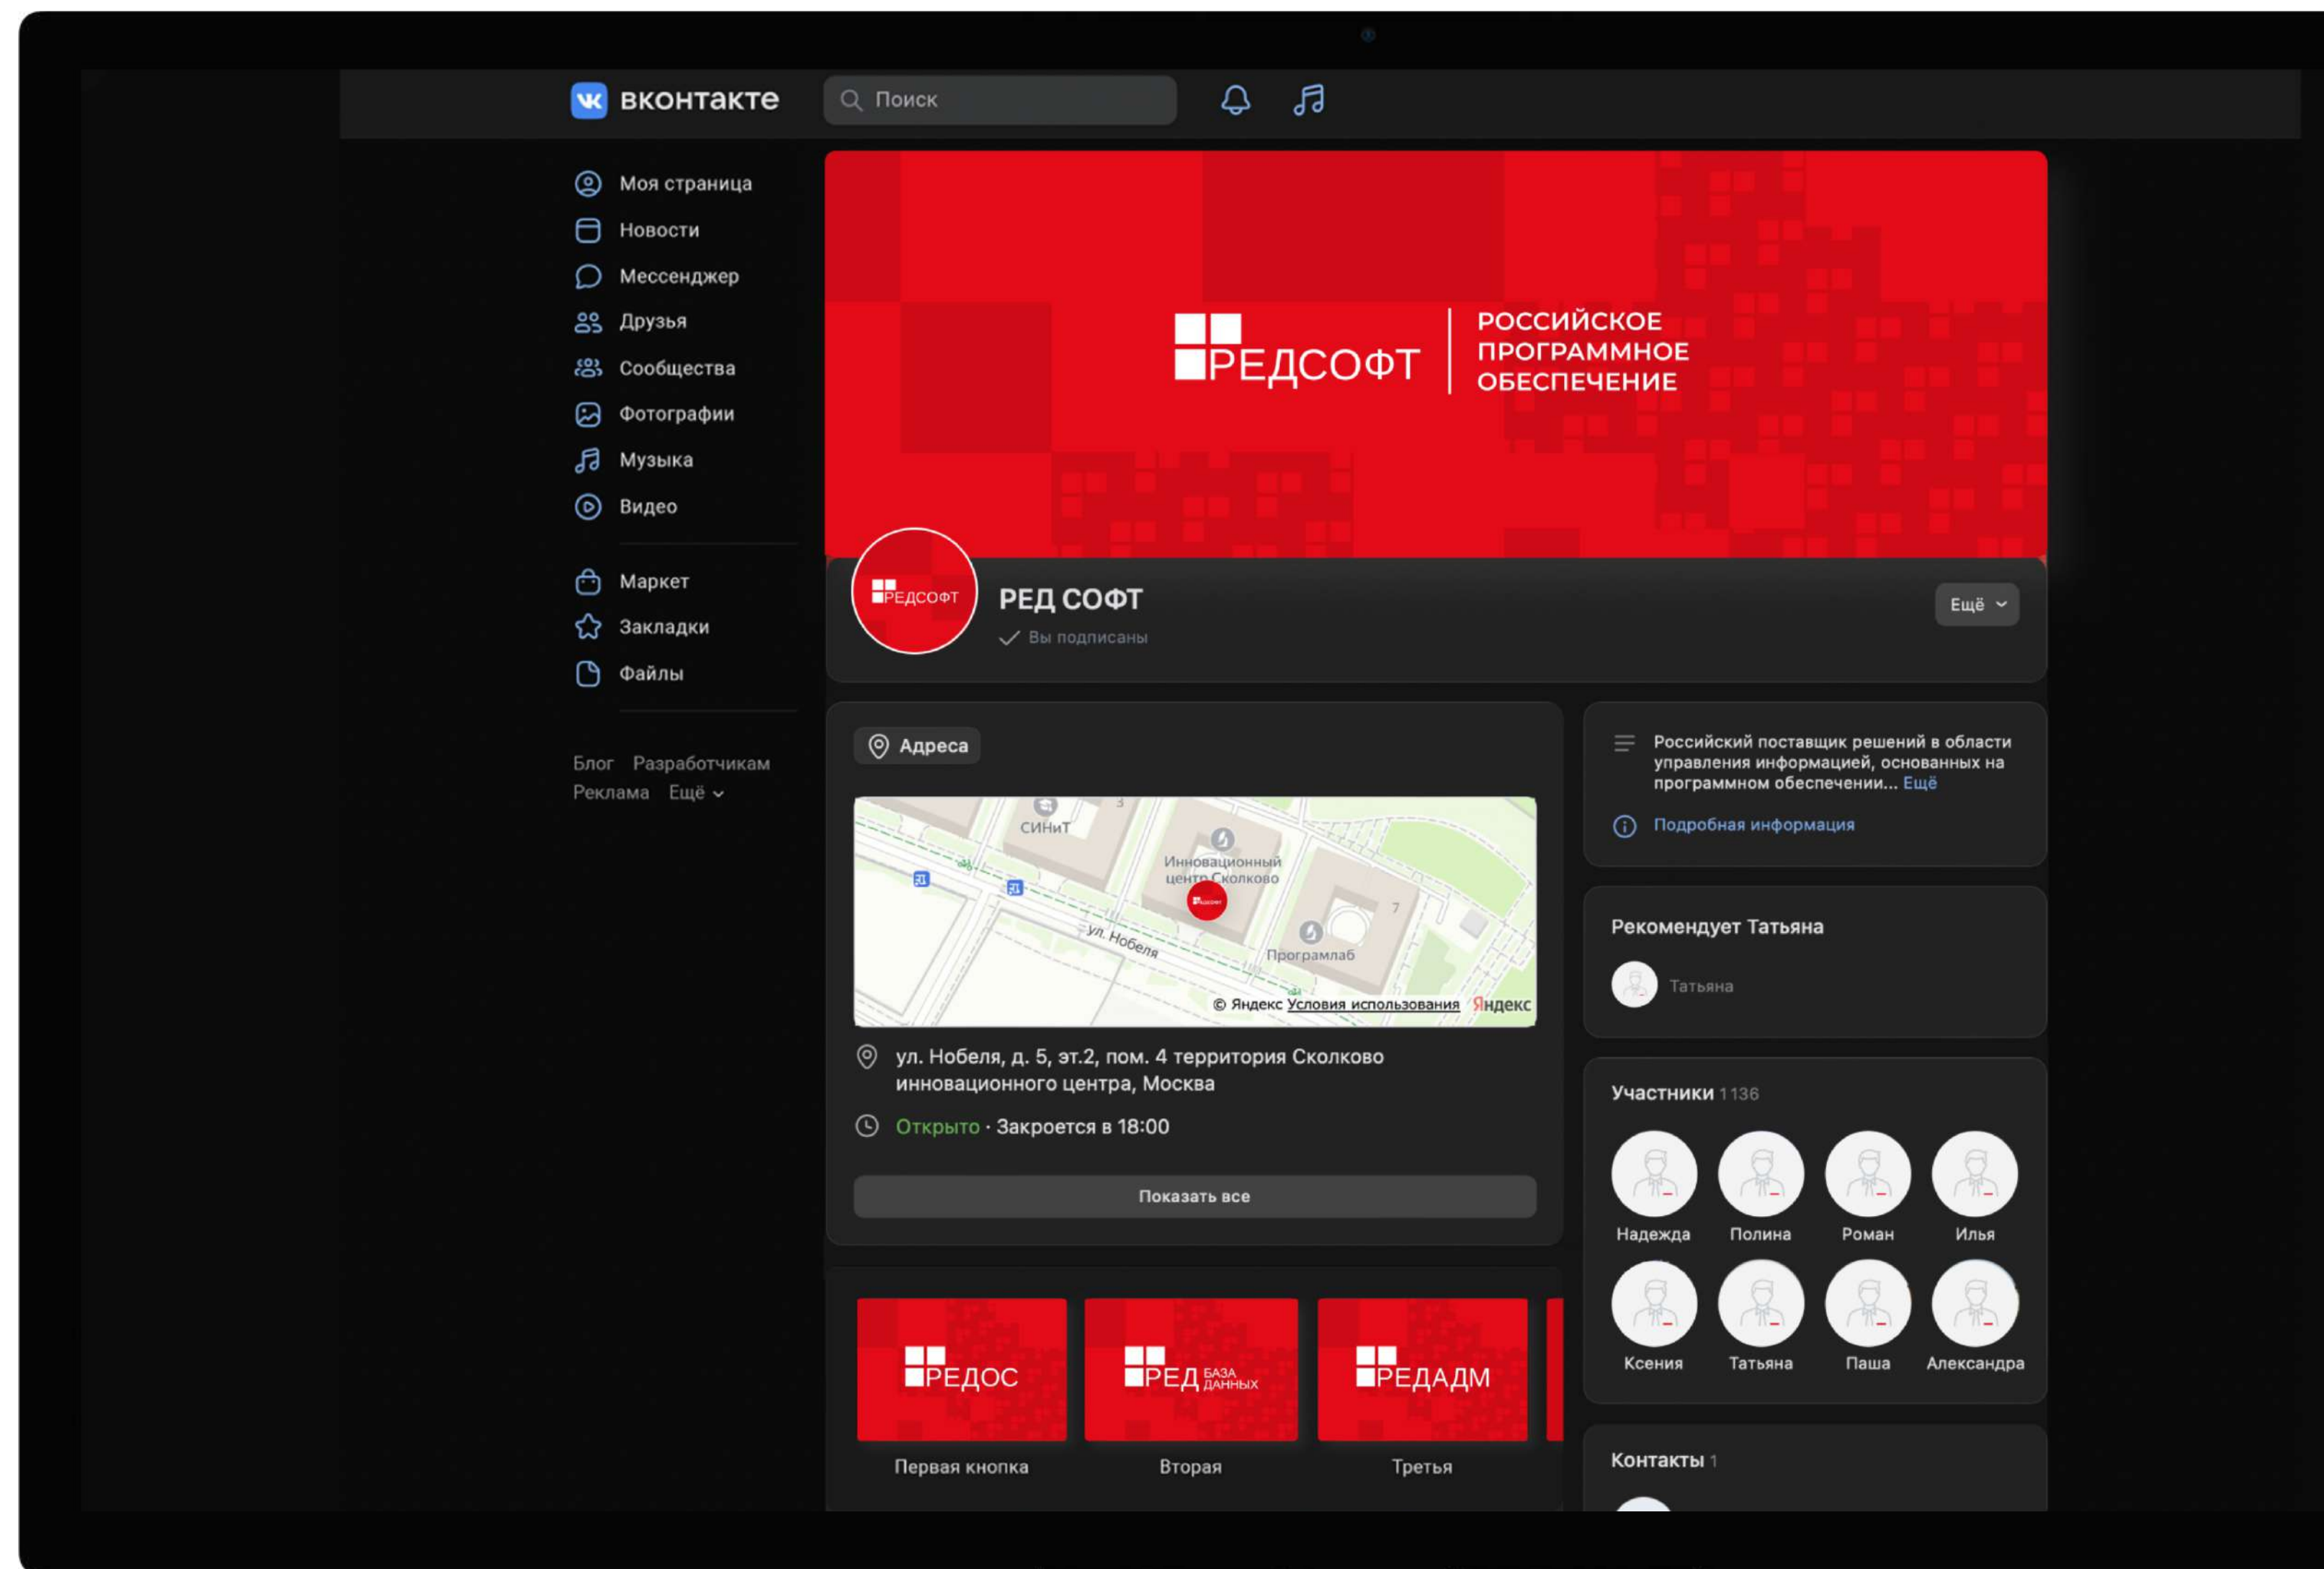 вконтакте
Поиск
Моя страница
Новости
Мессенджер
Друзья
Сообщества
Фотографии
Музыка
Видео
Маркет
Закладки
Файлы
Блог Разработчикам
Реклама Ещё
РЕДСОФТ
РОССИЙСКОЕ
ПРОГРАММНОЕ
ОБЕСПЕЧЕНИЕ
РЕДСОФТ
РЕД СОФТ
Вы подписаны
Ещё
Адреса
3
СИНиТ
Инновационный
центр Сколково
РЕДСОФТ
7
ул. Нобеля
Програмлаб
© Яндекс Условия использования Яндекс
ул. Нобеля, д. 5, эт.2, пом. 4 территория Сколково
инновационного центра, Москва
Открыто · Закроется в 18:00
Показать все
РЕДОС
РЕД БАЗА
ДАННЫХ
РЕДАДМ
Первая кнопка
Вторая
Третья
Российский поставщик решений в области
управления информацией, основанных на
программном обеспечении... Ещё
Подробная информация
Рекомендует Татьяна
Татьяна
Участники 1136
Надежда Полина Роман Илья
Ксения Татьяна Паша Александра
Контакты 1